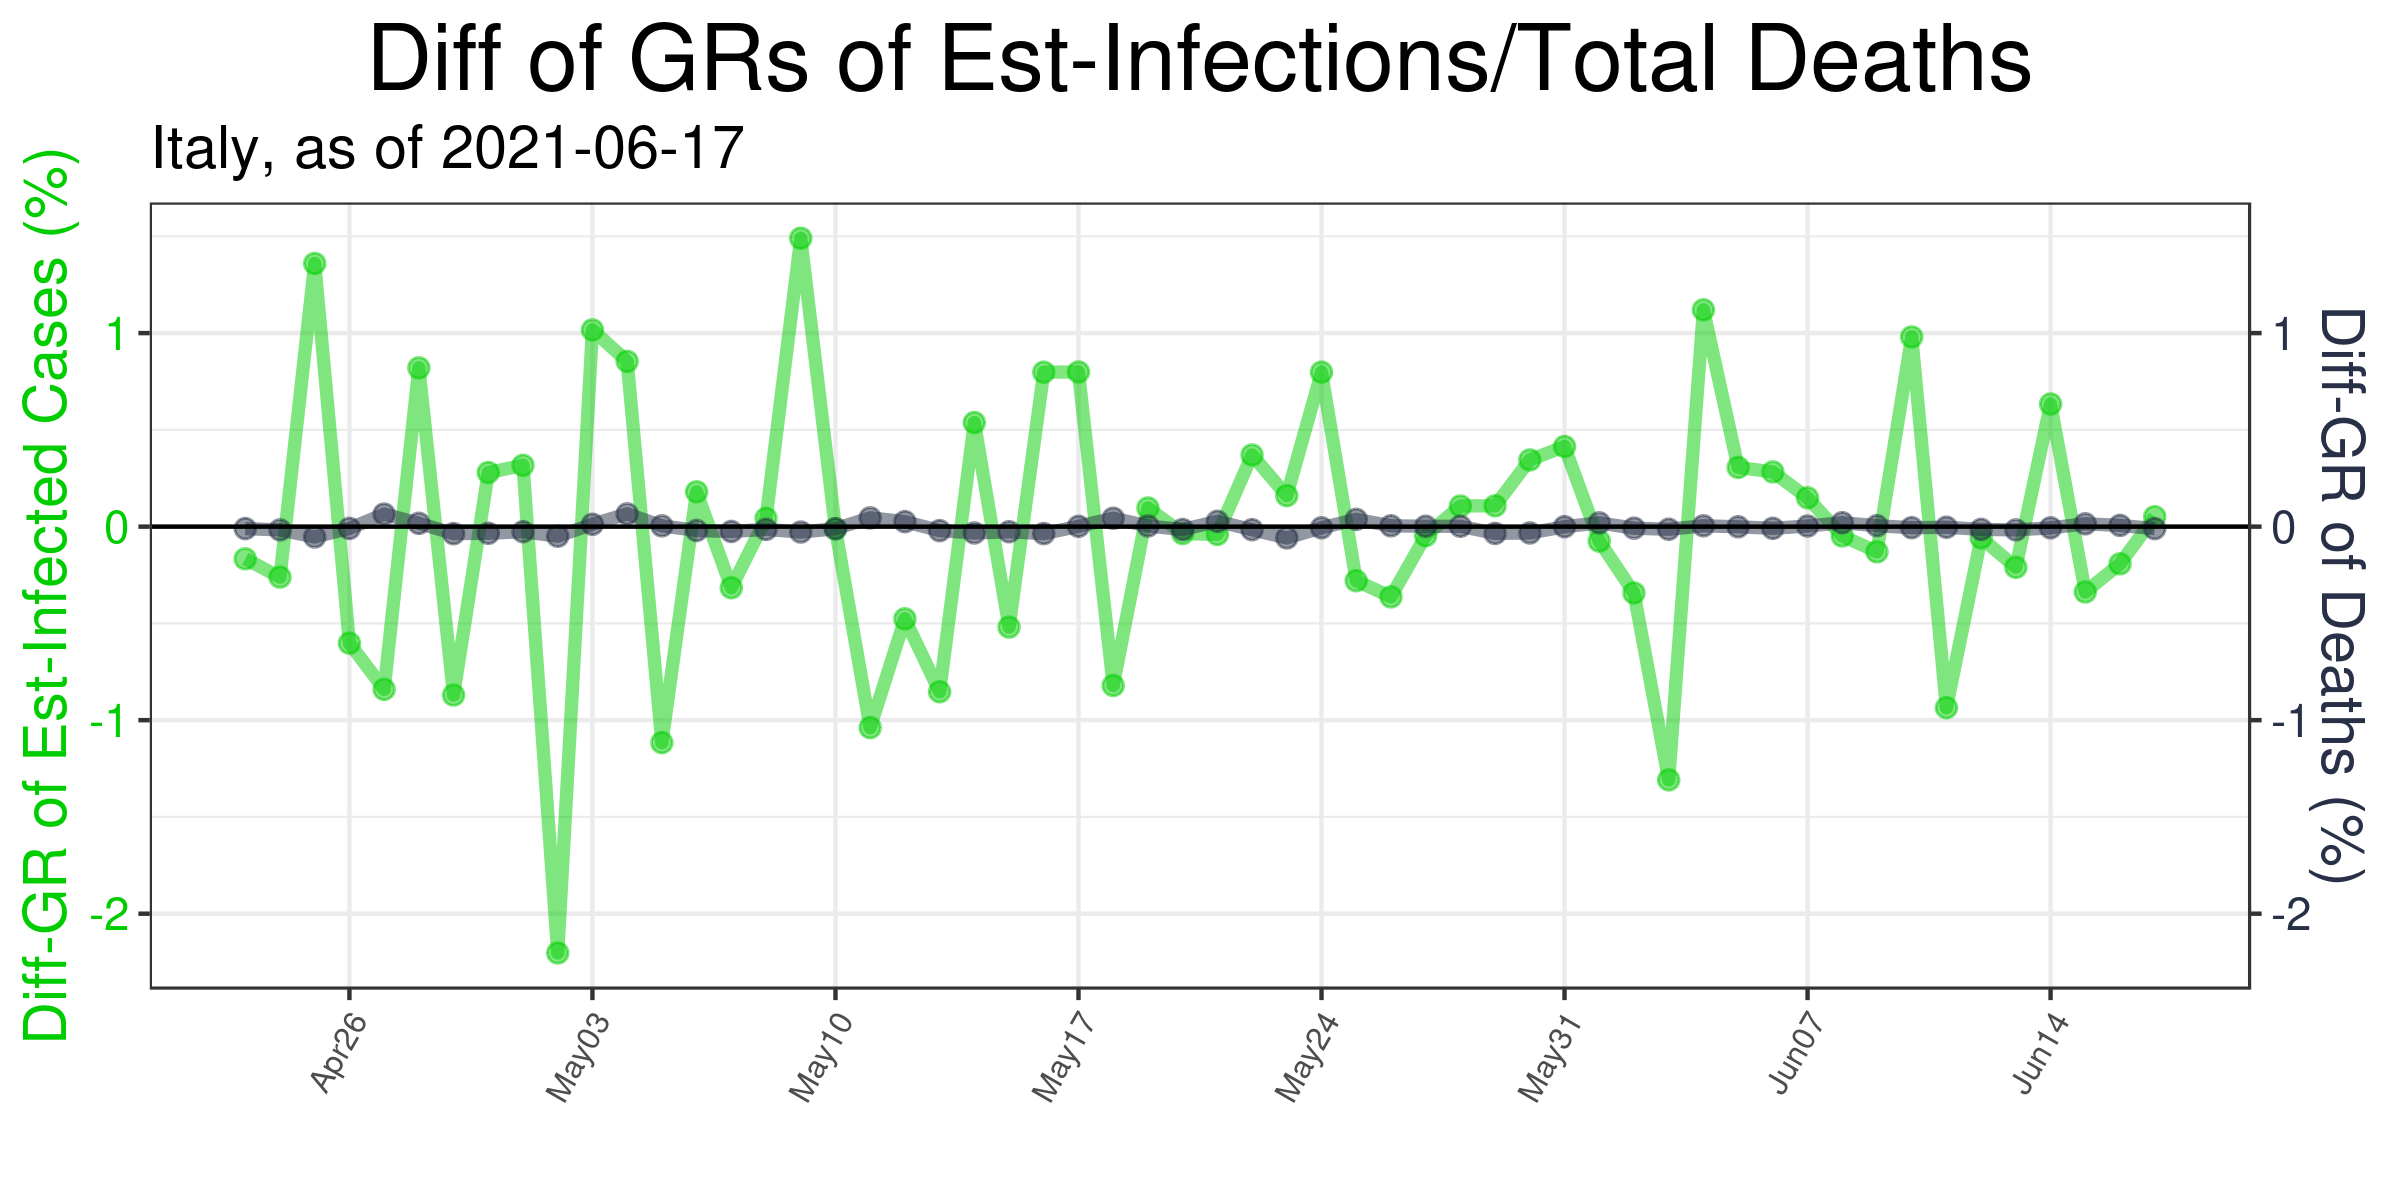 Diff of GRs of Est-Infections/Total Deaths
Italy, as of 2021-06-17
Diff-GR of Est-Infected Cases (%)
1
0
-1
-2
1
0
-1
-2
Diff-GR of Deaths (%)
Apr26
May03
May10
May17
May24
May31
Jun07
Jun14